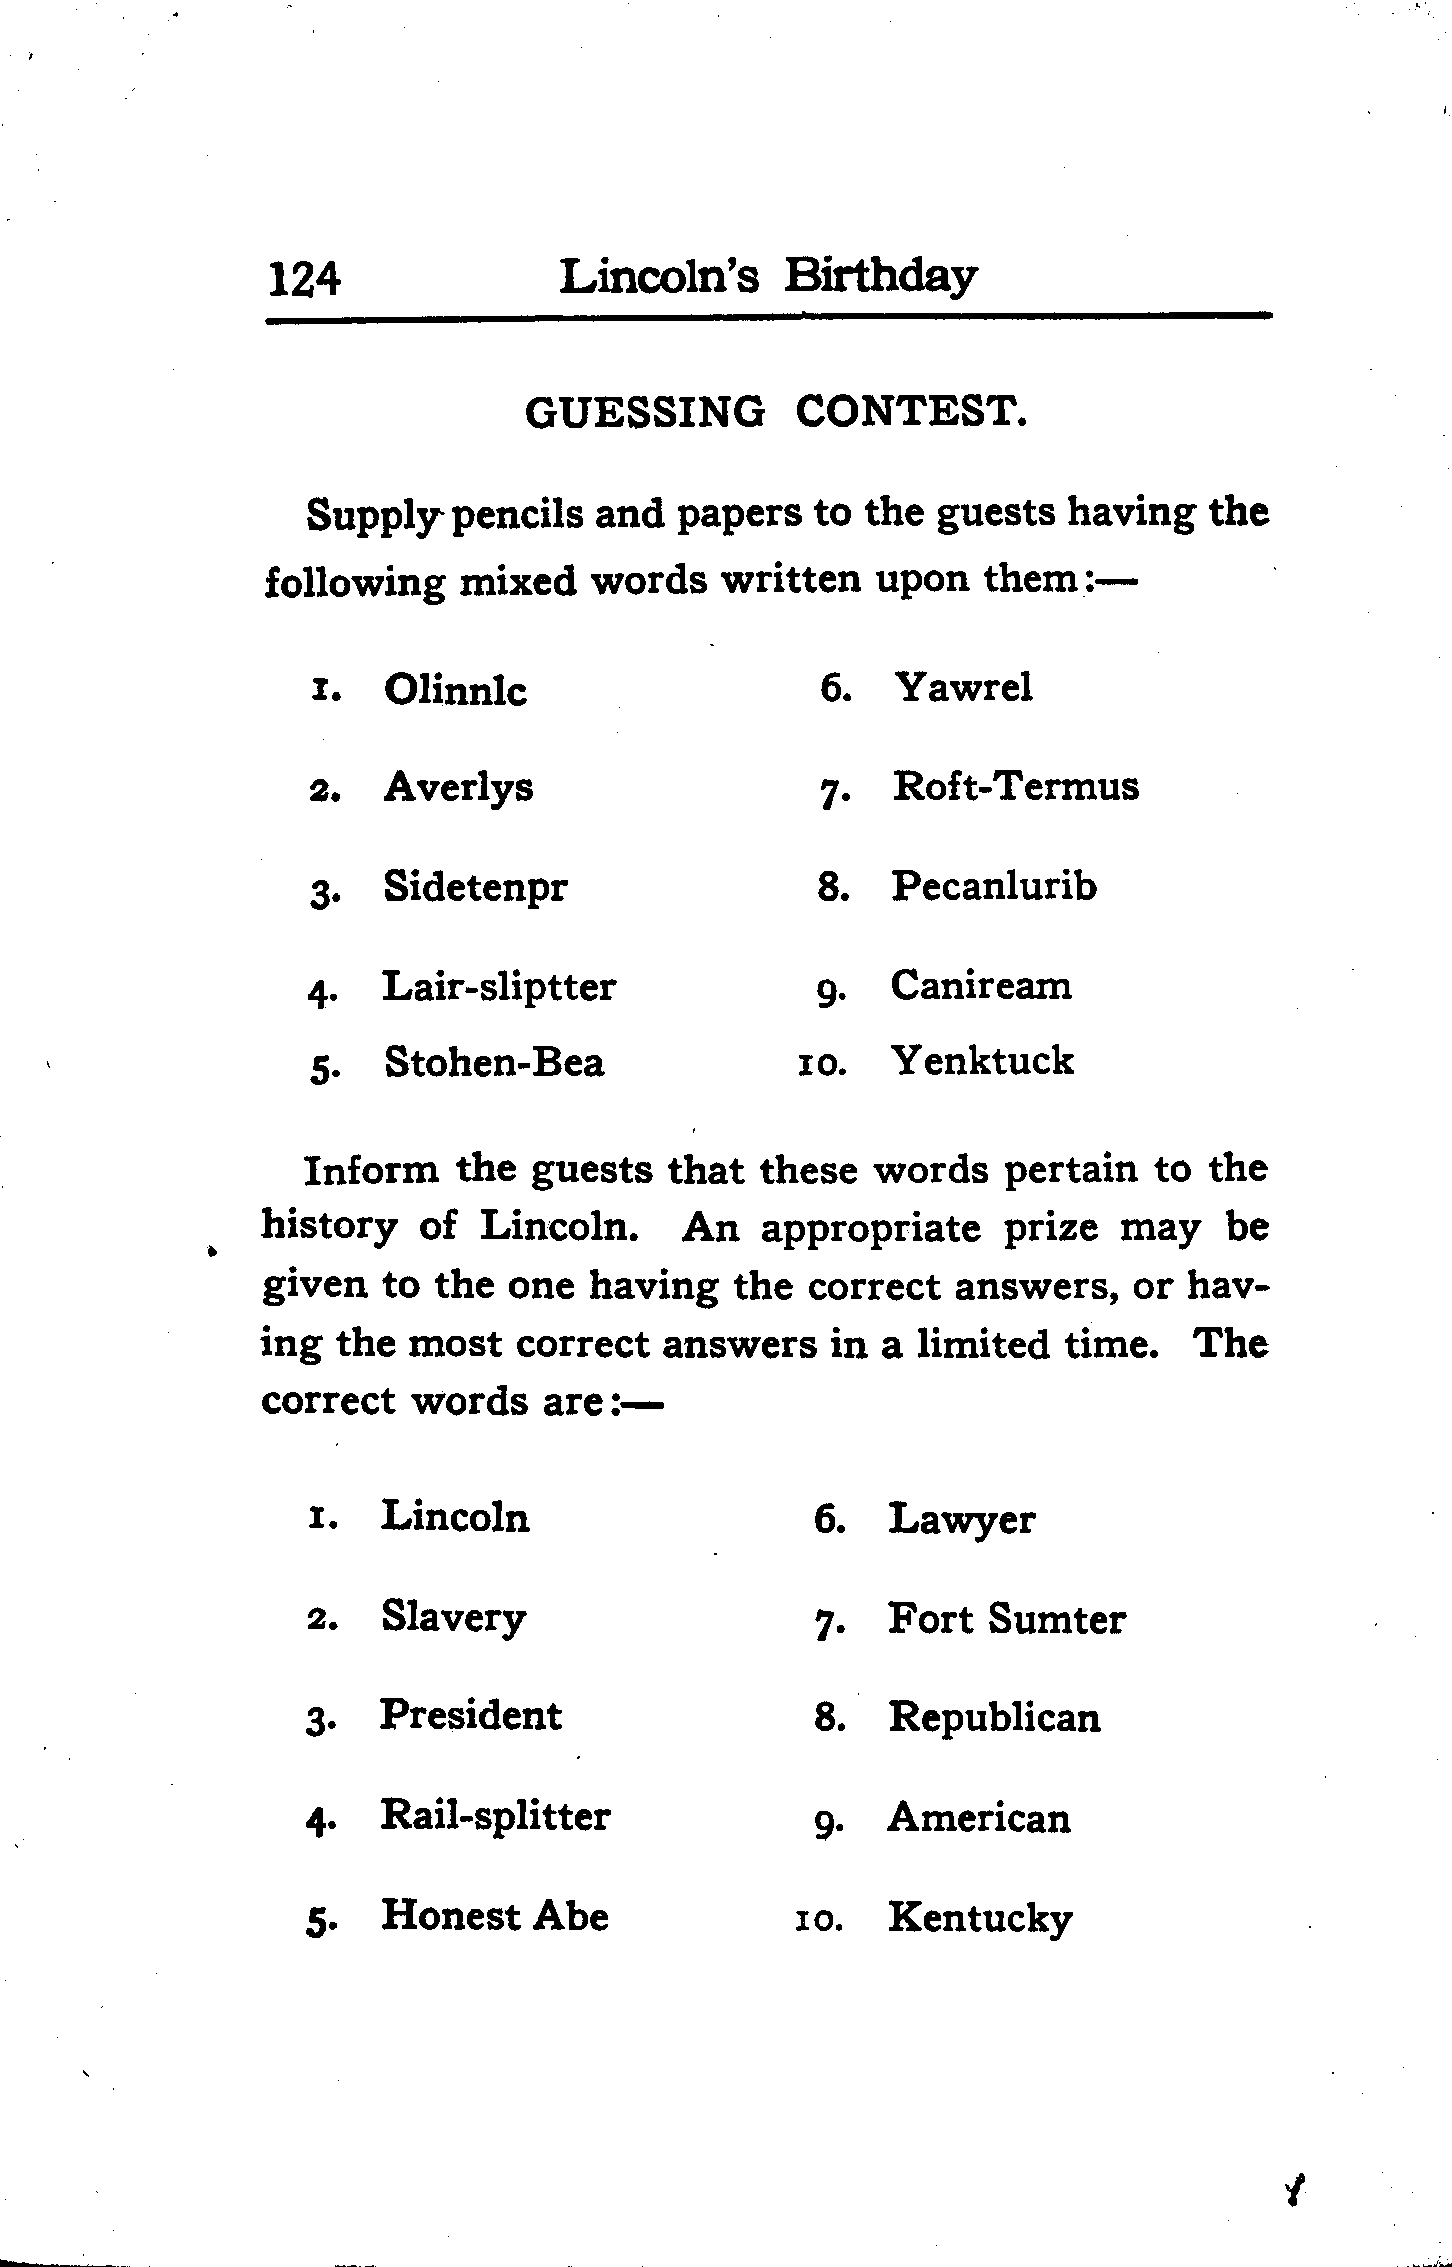 124 Lincoln's Birthday
GUESSING CONTEST.
Supply pencils and papers to the guests having the
following mixed words written upon them:—
1. Olinnlc 6. Yawrel
2. Averlys 7. Roft-Termus
3. Sidetenpr 8. Pecanlurib
4. Lair-sliptter 9. Caniream
5. Stohen-Bea 10. Yenktuck
Inform the guests that these words pertain to the
history of Lincoln. An appropriate prize may be
given to the one having the correct answers, or hav-
ing the most correct answers in a limited time. The
correct words are:—
1. Lincoln 6. Lawyer
2. Slavery 7. Fort Sumter
3. President 8. Republican
4. Rail-splitter 9. American
5. Honest Abe 10. Kentucky